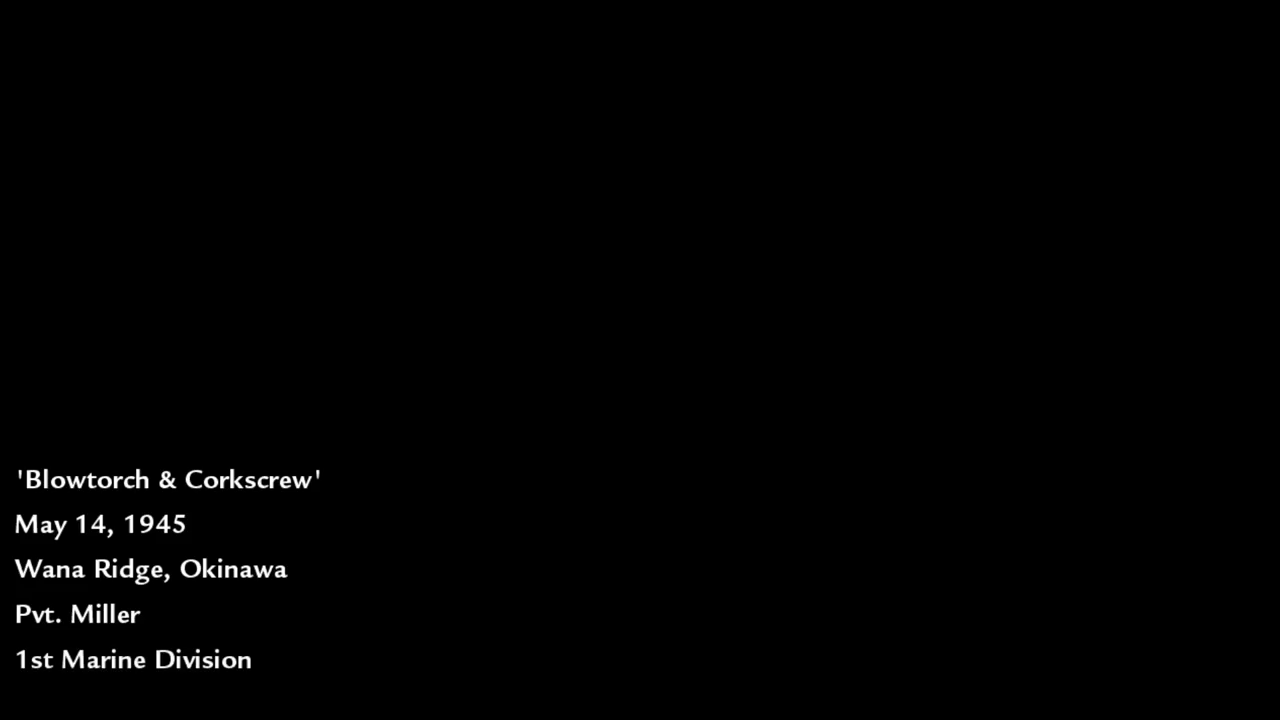 'Blowtorch & Corkscrew'
May 14, 1945
Wana Ridge, Okinawa
Pvt. Miller
1st Marine Division